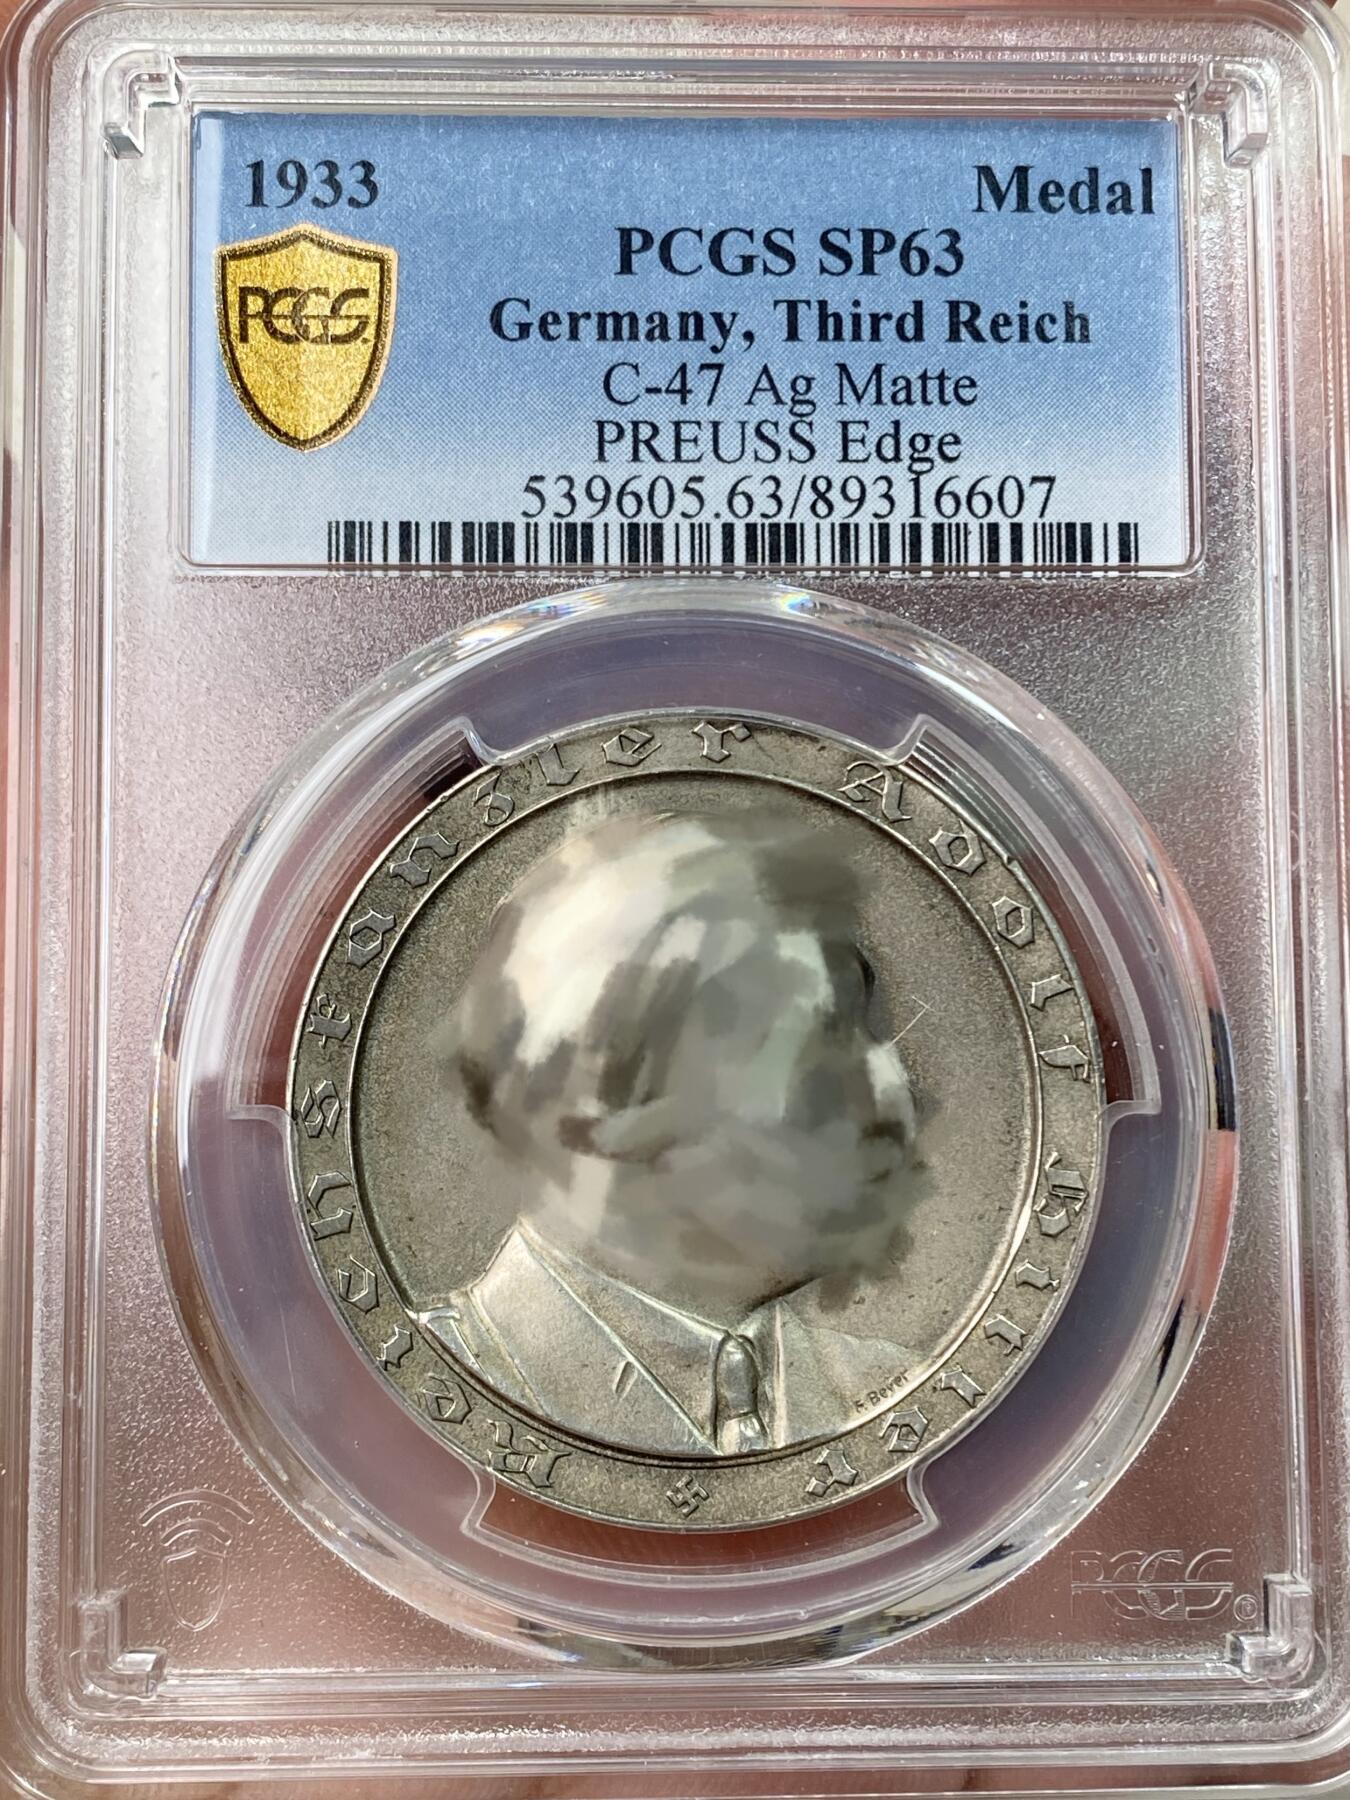 1933 Medal
PCGS SP63
PCGS
Germany, Third Reich
C-47 Ag Matte
PREUSS Edge
539605.63/89316607
Reichskanzler Adolf Hitler
F. Beyer
PCGS